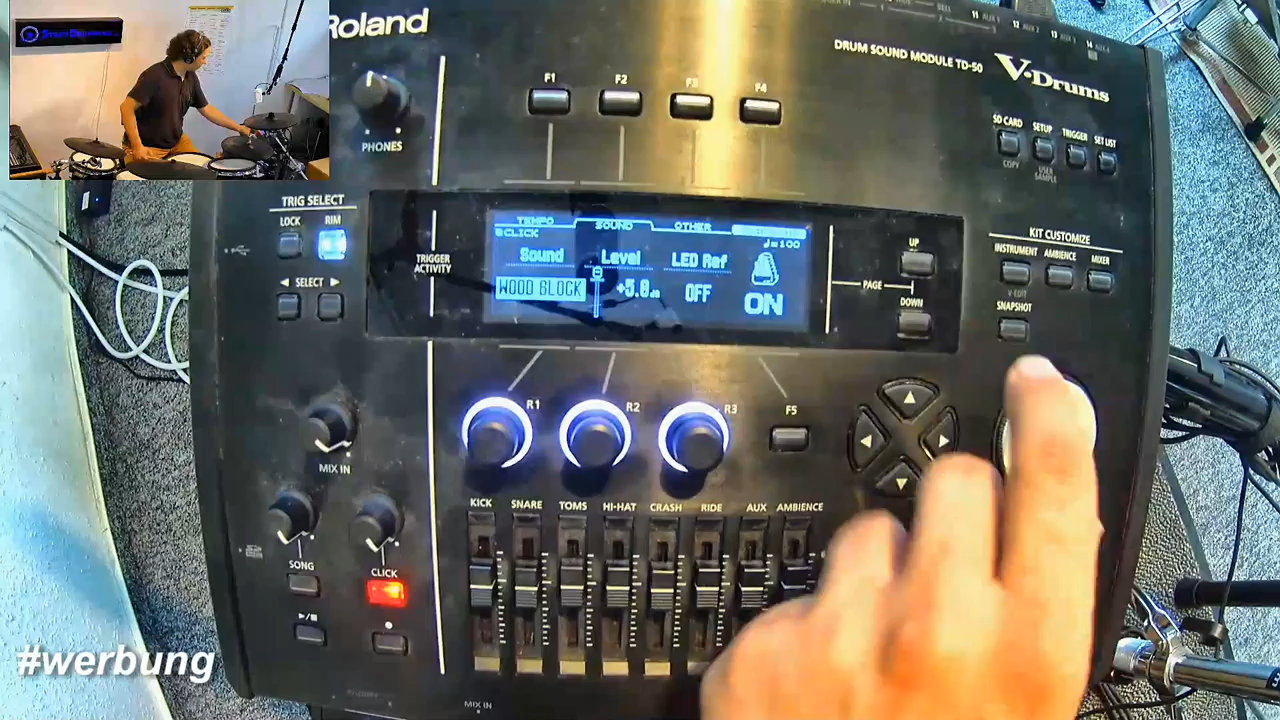 Roland
DRUM SOUND MODULE TD-50
V-Drums
F1
F2
F3
F4
PHONES
SD CARD
SETUP
TRIGGER
SET LIST
COPY
USER
SAMPLE
TRIG SELECT
LOCK
RIM
◄ SELECT ►
TRIGGER
ACTIVITY
TEMPO
SOUND
OTHER
CLICK
♩=100
Sound
Level
LED Ref
WOOD BLOCK
+5.0dB
OFF
ON
UP
PAGE
DOWN
KIT CUSTOMIZE
INSTRUMENT
AMBIENCE
MIXER
V-EDIT
SNAPSHOT
R1
R2
R3
F5
MIX IN
KICK
SNARE
TOMS
HI-HAT
CRASH
RIDE
AUX
AMBIENCE
SONG
CLICK
#werbung
MIX IN